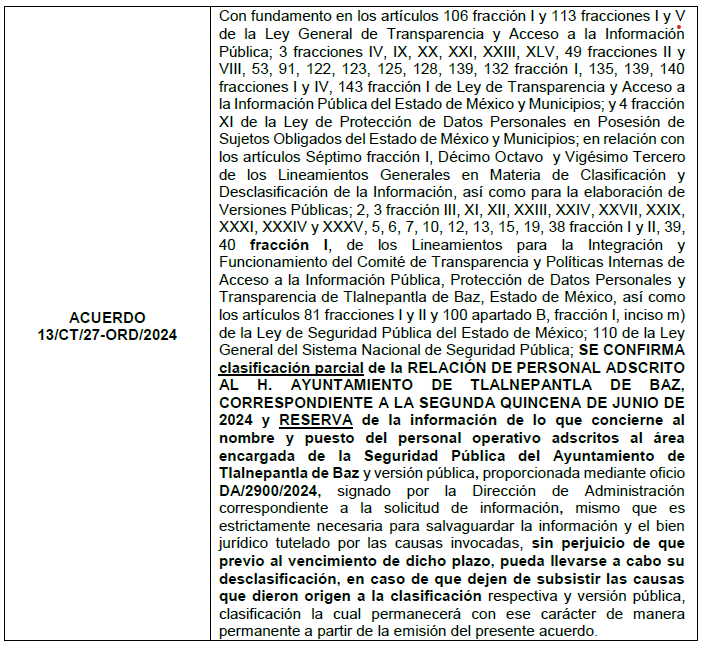 ACUERDO
13/CT/27-ORD/2024
Con fundamento en los artículos 106 fracción I y 113 fracciones I y V
de la Ley General de Transparencia y Acceso a la Información
Pública; 3 fracciones IV, IX, XX, XXI, XXIII, XLV, 49 fracciones II y
VIII, 53, 91, 122, 123, 125, 128, 139, 132 fracción I, 135, 139, 140
fracciones I y IV, 143 fracción I de Ley de Transparencia y Acceso a
la Información Pública del Estado de México y Municipios; y 4 fracción
XI de la Ley de Protección de Datos Personales en Posesión de
Sujetos Obligados del Estado de México y Municipios; en relación con
los artículos Séptimo fracción I, Décimo Octavo y Vigésimo Tercero
de los Lineamientos Generales en Materia de Clasificación y
Desclasificación de la Información, así como para la elaboración de
Versiones Públicas; 2, 3 fracción III, XI, XII, XXIII, XXIV, XXVII, XXIX,
XXXI, XXXIV y XXXV, 5, 6, 7, 10, 12, 13, 15, 19, 38 fracción I y II, 39,
40 fracción I, de los Lineamientos para la Integración y
Funcionamiento del Comité de Transparencia y Políticas Internas de
Acceso a la Información Pública, Protección de Datos Personales y
Transparencia de Tlalnepantla de Baz, Estado de México, así como
los artículos 81 fracciones I y II y 100 apartado B, fracción I, inciso m)
de la Ley de Seguridad Pública del Estado de México; 110 de la Ley
General del Sistema Nacional de Seguridad Pública; SE CONFIRMA
clasificación parcial de la RELACIÓN DE PERSONAL ADSCRITO
AL H. AYUNTAMIENTO DE TLALNEPANTLA DE BAZ,
CORRESPONDIENTE A LA SEGUNDA QUINCENA DE JUNIO DE
2024 y RESERVA de la información de lo que concierne al
nombre y puesto del personal operativo adscritos al área
encargada de la Seguridad Pública del Ayuntamiento de
Tlalnepantla de Baz y versión pública, proporcionada mediante oficio
DA/2900/2024, signado por la Dirección de Administración
correspondiente a la solicitud de información, mismo que es
estrictamente necesaria para salvaguardar la información y el bien
jurídico tutelado por las causas invocadas, sin perjuicio de que
previo al vencimiento de dicho plazo, pueda llevarse a cabo su
desclasificación, en caso de que dejen de subsistir las causas
que dieron origen a la clasificación respectiva y versión pública,
clasificación la cual permanecerá con ese carácter de manera
permanente a partir de la emisión del presente acuerdo.